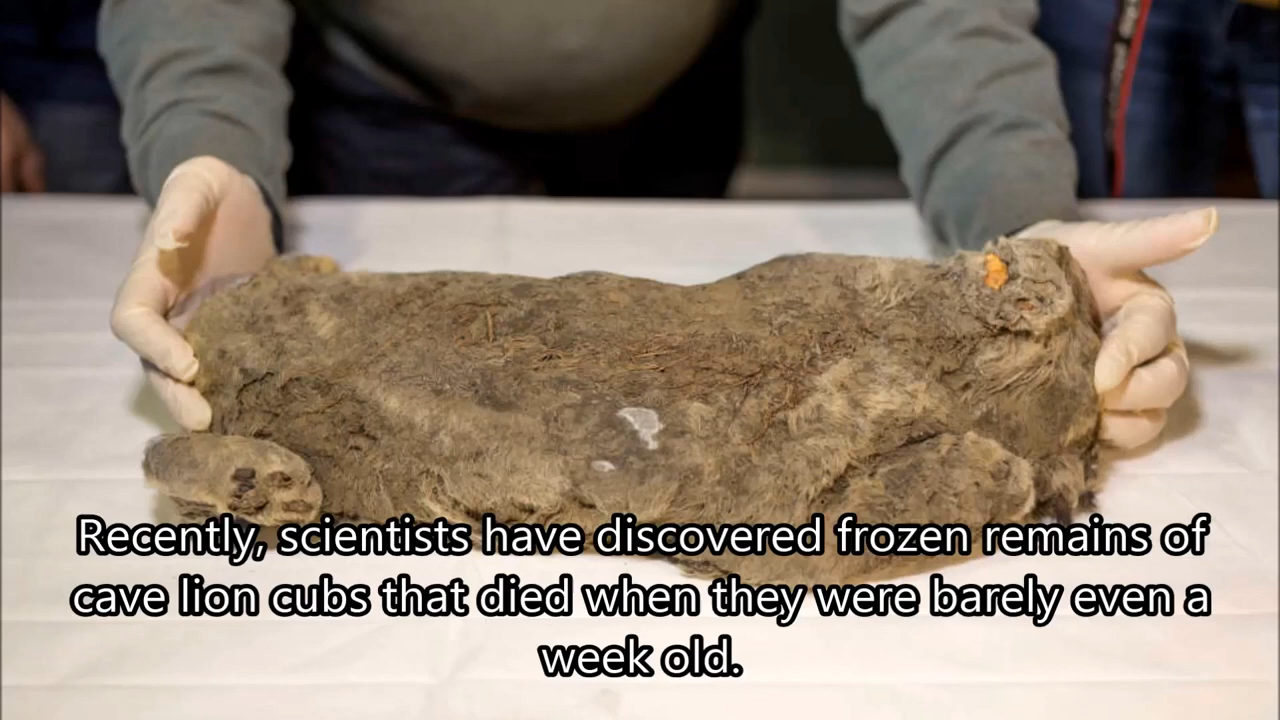 Recently, scientists have discovered frozen remains of
cave lion cubs that died when they were barely even a
week old.